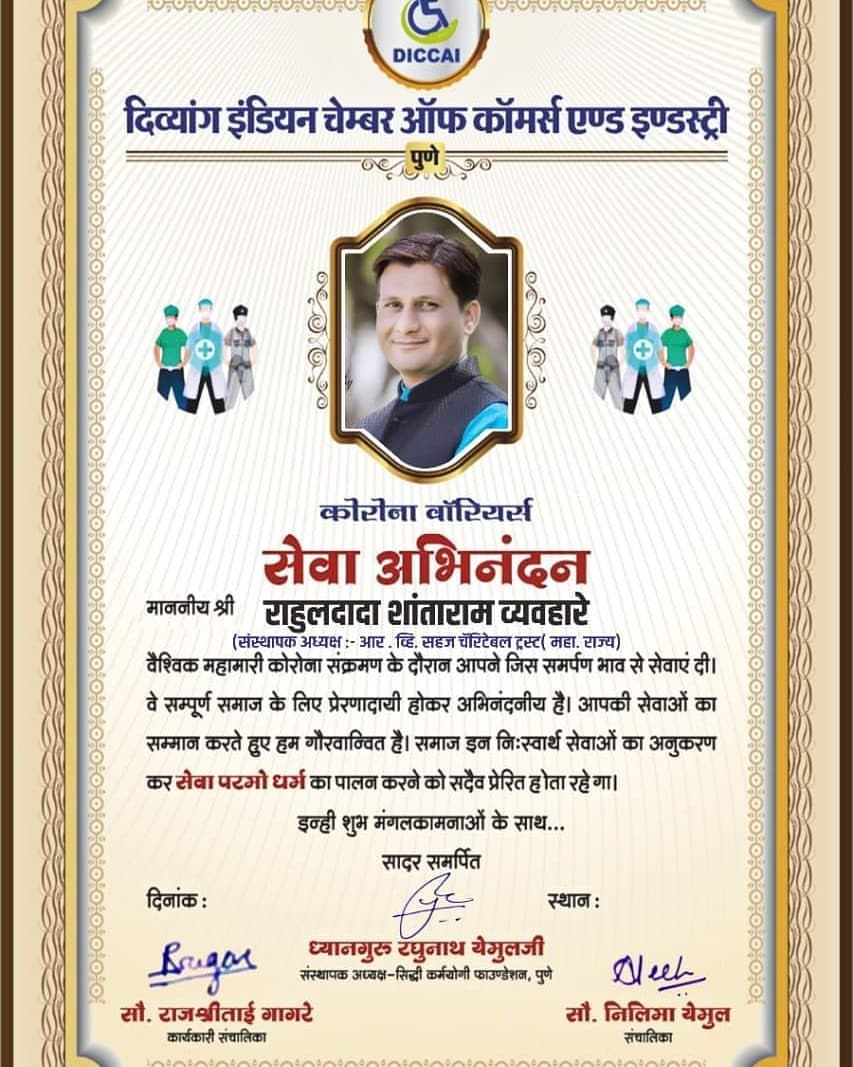 DICCAI
दिव्यांग इंडियन चेम्बर ऑफ कॉमर्स एण्ड इण्डस्ट्री
पुणे
कोरोना वॉरियर्स
सेवा अभिनंदन
माननीय श्री राहुलदादा शांताराम व्यवहारे
(संस्थापक अध्यक्ष :- आर . व्हि. सहज चॅरिटेबल ट्रस्ट( महा. राज्य)
वैश्विक महामारी कोरोना संक्रमण के दौरान आपने जिस समर्पण भाव से सेवाएं दी।
वे सम्पूर्ण समाज के लिए प्रेरणादायी होकर अभिनंदनीय है। आपकी सेवाओं का
सम्मान करते हुए हम गौरवान्वित है। समाज इन निःस्वार्थ सेवाओं का अनुकरण
कर सेवा परमो धर्म का पालन करने को सदैव प्रेरित होता रहेगा।
इन्ही शुभ मंगलकामनाओं के साथ...
सादर समर्पित
दिनांक : स्थान :
ध्यानगुरु रघुनाथ येमुलजी
संस्थापक अध्यक्ष-सिद्धी कर्मयोगी फाउण्डेशन, पुणे
सौ. राजश्रीताई गागरे सौ. निलिमा येमुल
कार्यकारी संचालिका संचालिका